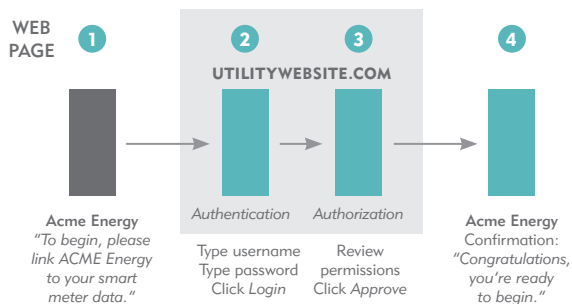 WEB
PAGE
1
2
3
4
UTILITYWEBSITE.COM
Acme Energy
“To begin, please
link ACME Energy
to your smart
meter data.”
Authentication
Type username
Type password
Click Login
Authorization
Review
permissions
Click Approve
Acme Energy
Confirmation:
“Congratulations,
you’re ready
to begin.”